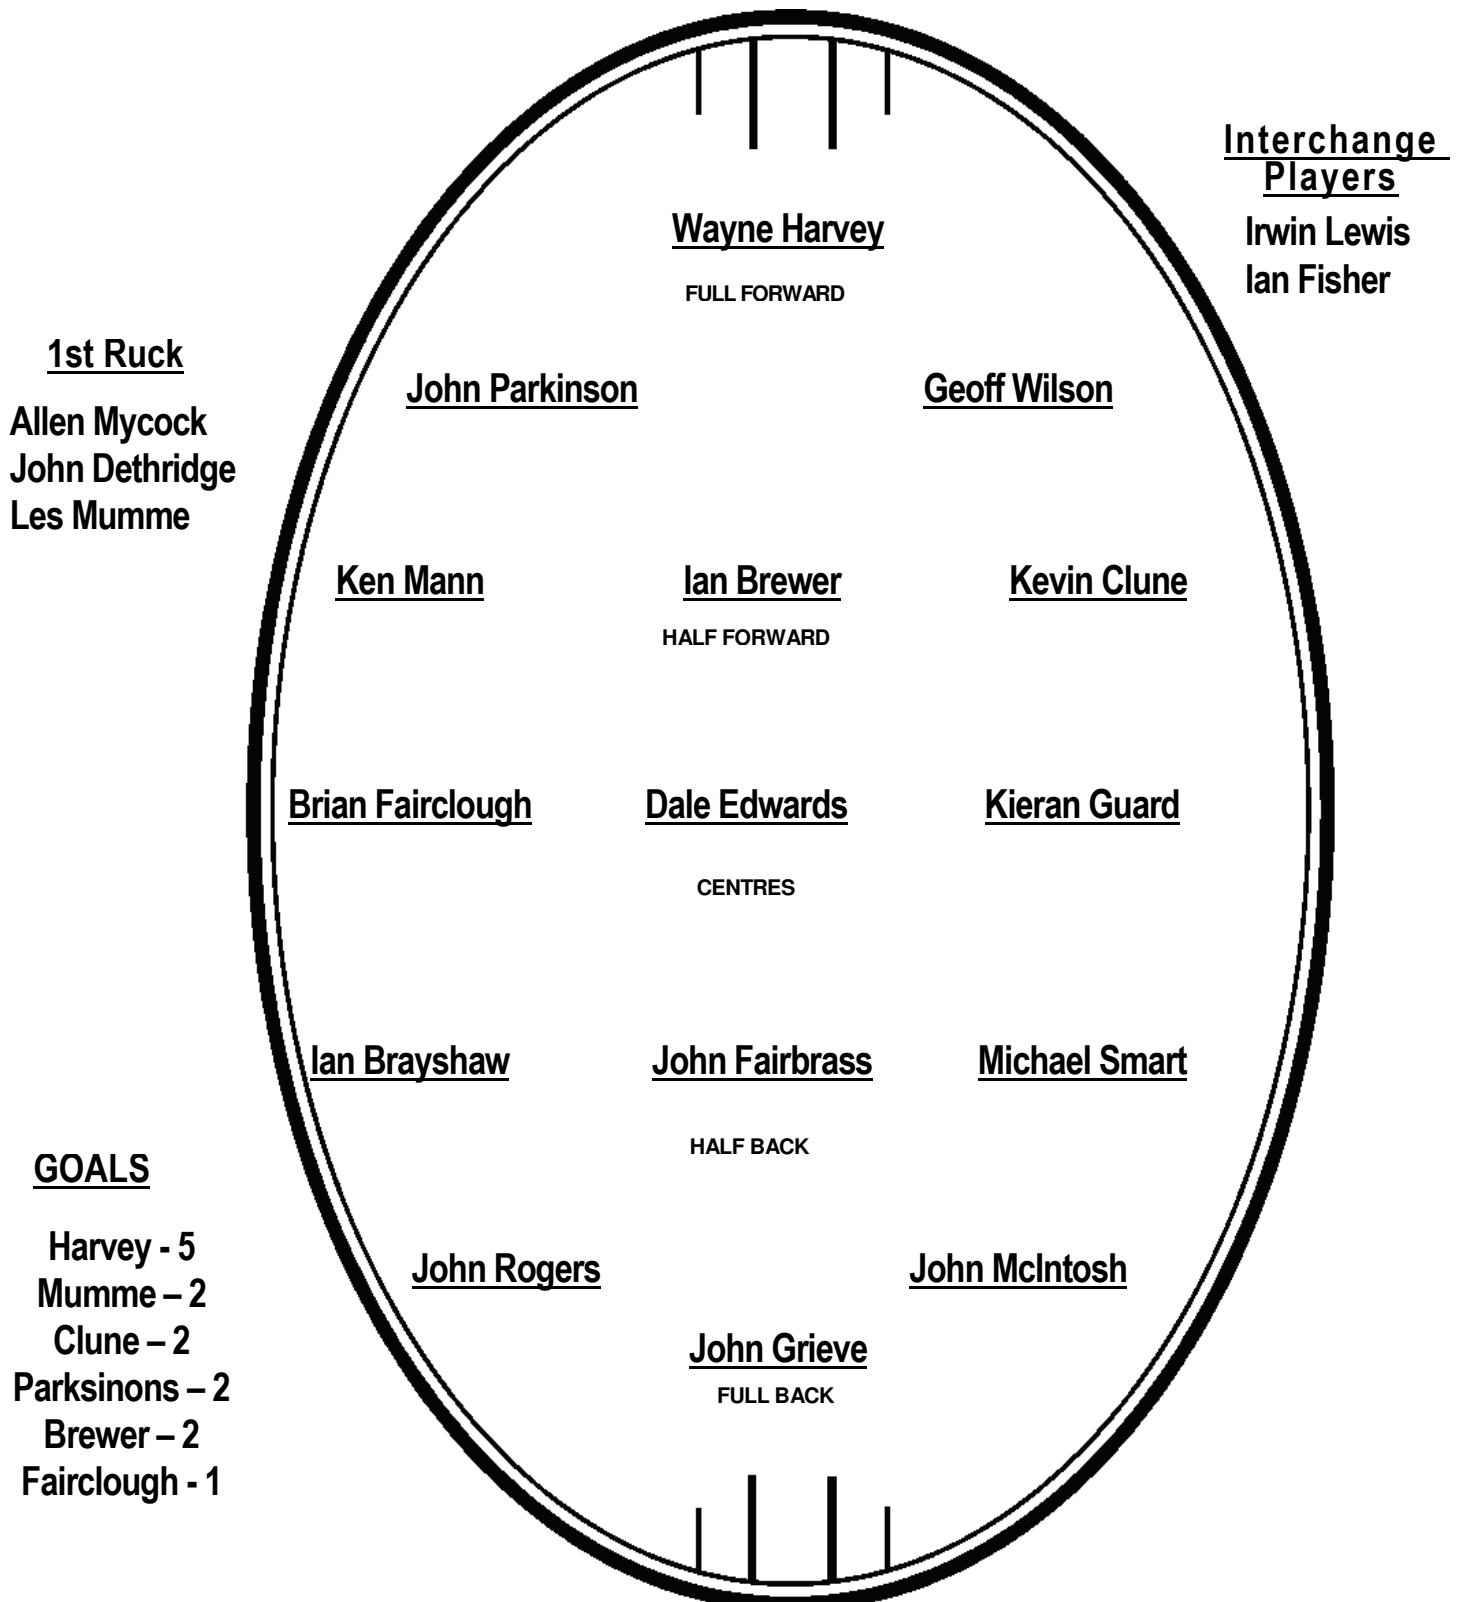 Interchange
Players
Irwin Lewis
Ian Fisher
Wayne Harvey
FULL FORWARD
1st Ruck
Allen Mycock
John Dethridge
Les Mumme
John Parkinson
Geoff Wilson
Ken Mann
Ian Brewer
Kevin Clune
HALF FORWARD
Brian Fairclough
Dale Edwards
Kieran Guard
CENTRES
Ian Brayshaw
John Fairbrass
Michael Smart
HALF BACK
GOALS
Harvey - 5
Mumme – 2
Clune – 2
Parksinons – 2
Brewer – 2
Fairclough - 1
John Rogers
John McIntosh
John Grieve
FULL BACK